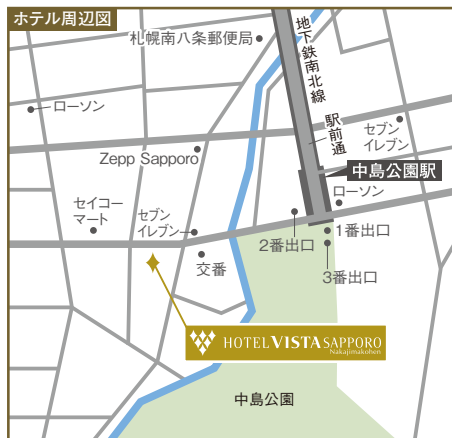 ホテル周辺図
札幌南八条郵便局
地下鉄南北線
駅前通
ローソン
セブン
イレブン
Zepp Sapporo
中島公園駅
セイコー
マート
セブン
イレブン
ローソン
2番出口
1番出口
交番
3番出口
HOTEL VISTA SAPPORO
Nakajimakohen
中島公園